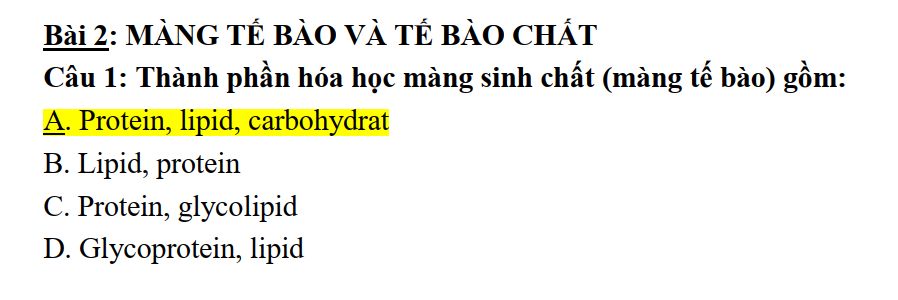 Bài 2: MÀNG TẾ BÀO VÀ TẾ BÀO CHẤT
Câu 1: Thành phần hóa học màng sinh chất (màng tế bào) gồm:
A. Protein, lipid, carbohydrat
B. Lipid, protein
C. Protein, glycolipid
D. Glycoprotein, lipid